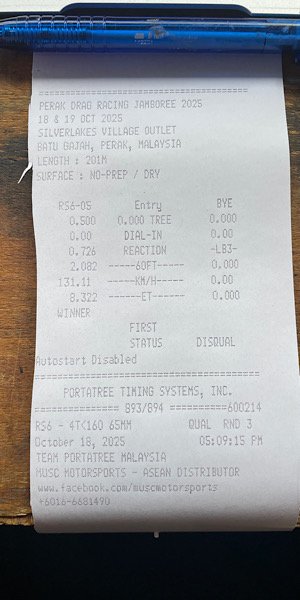 ==========================================
PERAK DRAG RACING JAMBOREE 2025
18 & 19 OCT 2025
SILVERLAKES VILLAGE OUTLET
BATU GAJAH, PERAK, MALAYSIA
LENGTH : 201M
SURFACE : NO-PREP / DRY
RS6-05 Entry BYE
0.500 0.000 TREE 0.000
0.00 DIAL-IN 0.00
0.726 REACTION -LB3-
2.082 -----60FT----- 0.000
131.11 -----KM/H----- 0.00
8.322 ------ET------ 0.000
WINNER
FIRST
STATUS DISQUAL
Autostart Disabled
==========================================
PORTATREE TIMING SYSTEMS, INC.
=============== 893/894 ==========600214
RS6 - 4TK160 65MM QUAL RND 3
October 18, 2025 05:09:15 PM
TEAM PORTATREE MALAYSIA
MUSC MOTORSPORTS - ASEAN DISTRIBUTOR
www.facebook.com/muscmotorsports
+6016-6681490